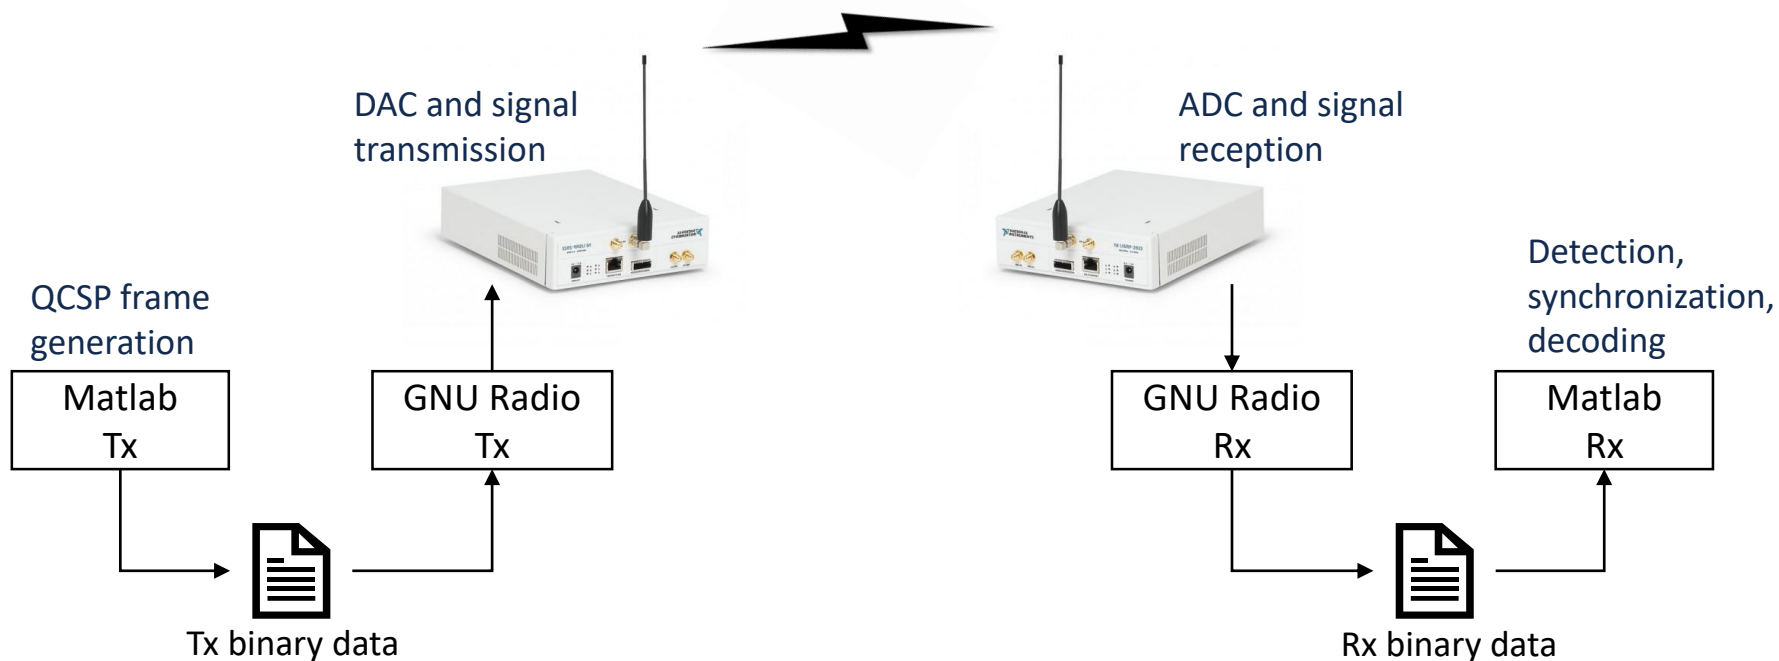 DAC and signal
transmission
ADC and signal
reception
QCSP frame
generation
Detection,
synchronization,
decoding
Matlab
Tx
GNU Radio
Tx
GNU Radio
Rx
Matlab
Rx
Tx binary data
Rx binary data